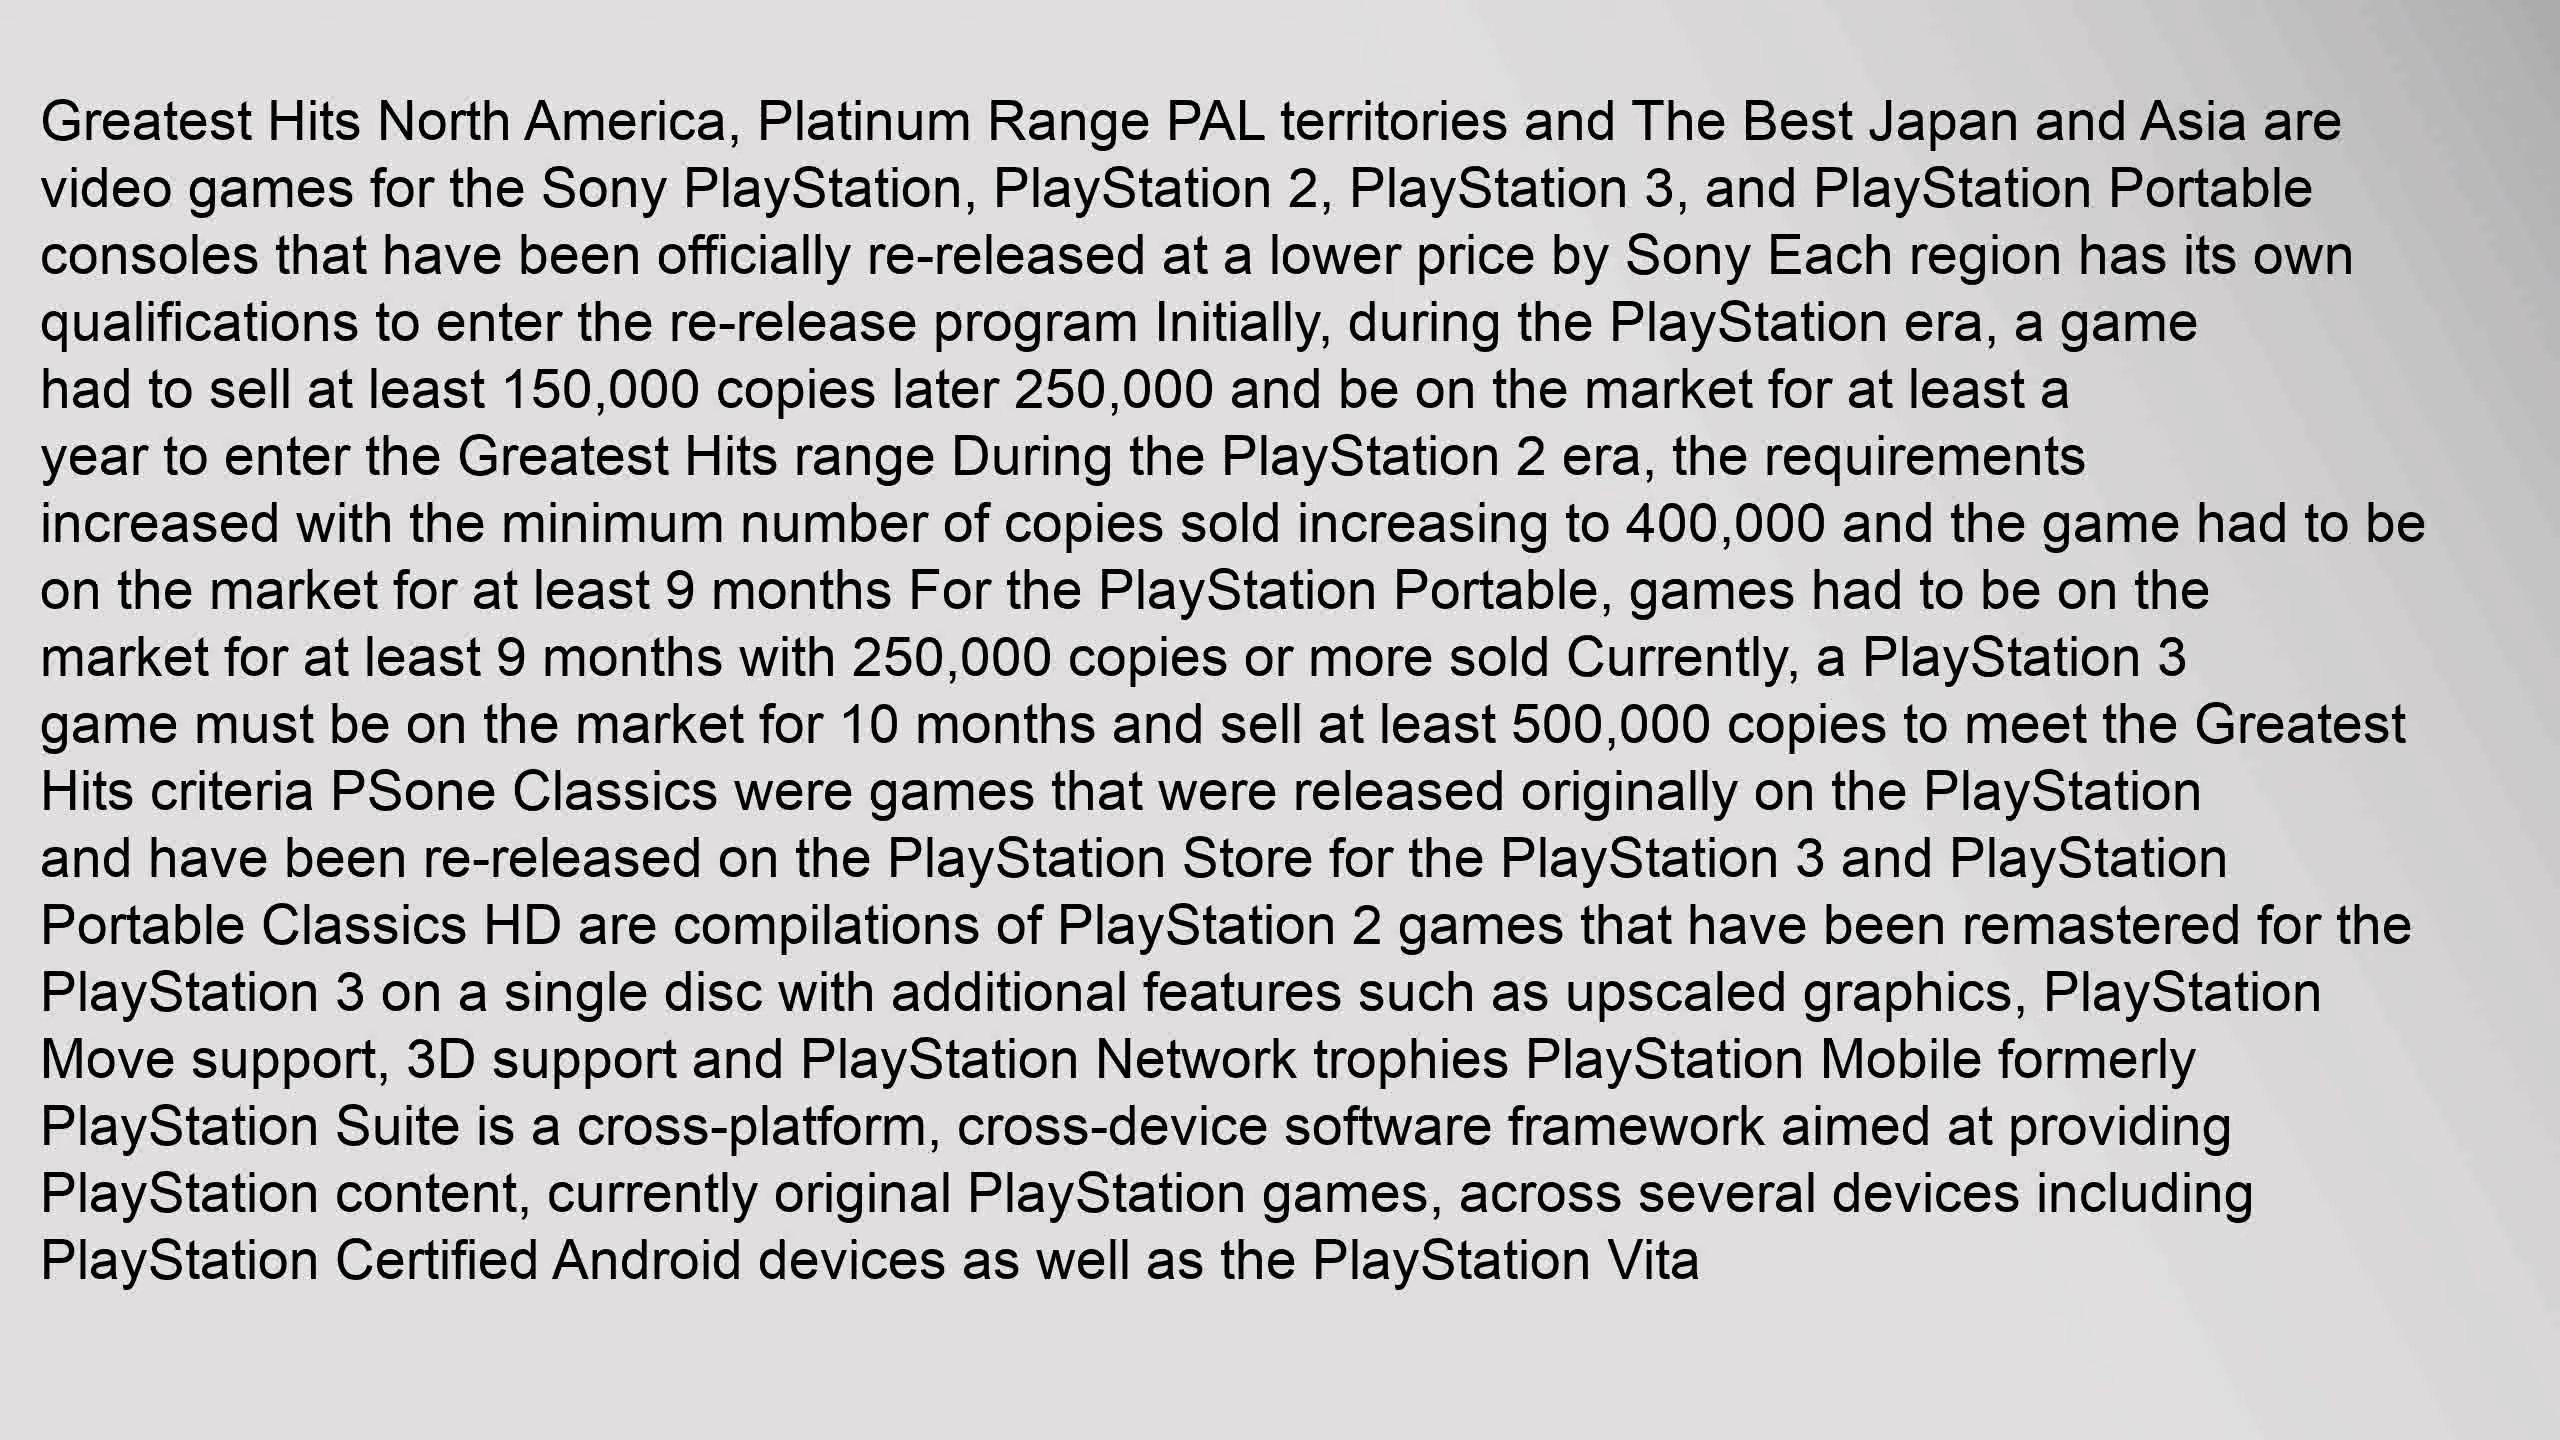 Greatest Hits North America, Platinum Range PAL territories and The Best Japan and Asia are
video games for the Sony PlayStation, PlayStation 2, PlayStation 3, and PlayStation Portable
consoles that have been officially re-released at a lower price by Sony Each region has its own
qualifications to enter the re-release program Initially, during the PlayStation era, a game
had to sell at least 150,000 copies later 250,000 and be on the market for at least a
year to enter the Greatest Hits range During the PlayStation 2 era, the requirements
increased with the minimum number of copies sold increasing to 400,000 and the game had to be
on the market for at least 9 months For the PlayStation Portable, games had to be on the
market for at least 9 months with 250,000 copies or more sold Currently, a PlayStation 3
game must be on the market for 10 months and sell at least 500,000 copies to meet the Greatest
Hits criteria PSone Classics were games that were released originally on the PlayStation
and have been re-released on the PlayStation Store for the PlayStation 3 and PlayStation
Portable Classics HD are compilations of PlayStation 2 games that have been remastered for the
PlayStation 3 on a single disc with additional features such as upscaled graphics, PlayStation
Move support, 3D support and PlayStation Network trophies PlayStation Mobile formerly
PlayStation Suite is a cross-platform, cross-device software framework aimed at providing
PlayStation content, currently original PlayStation games, across several devices including
PlayStation Certified Android devices as well as the PlayStation Vita